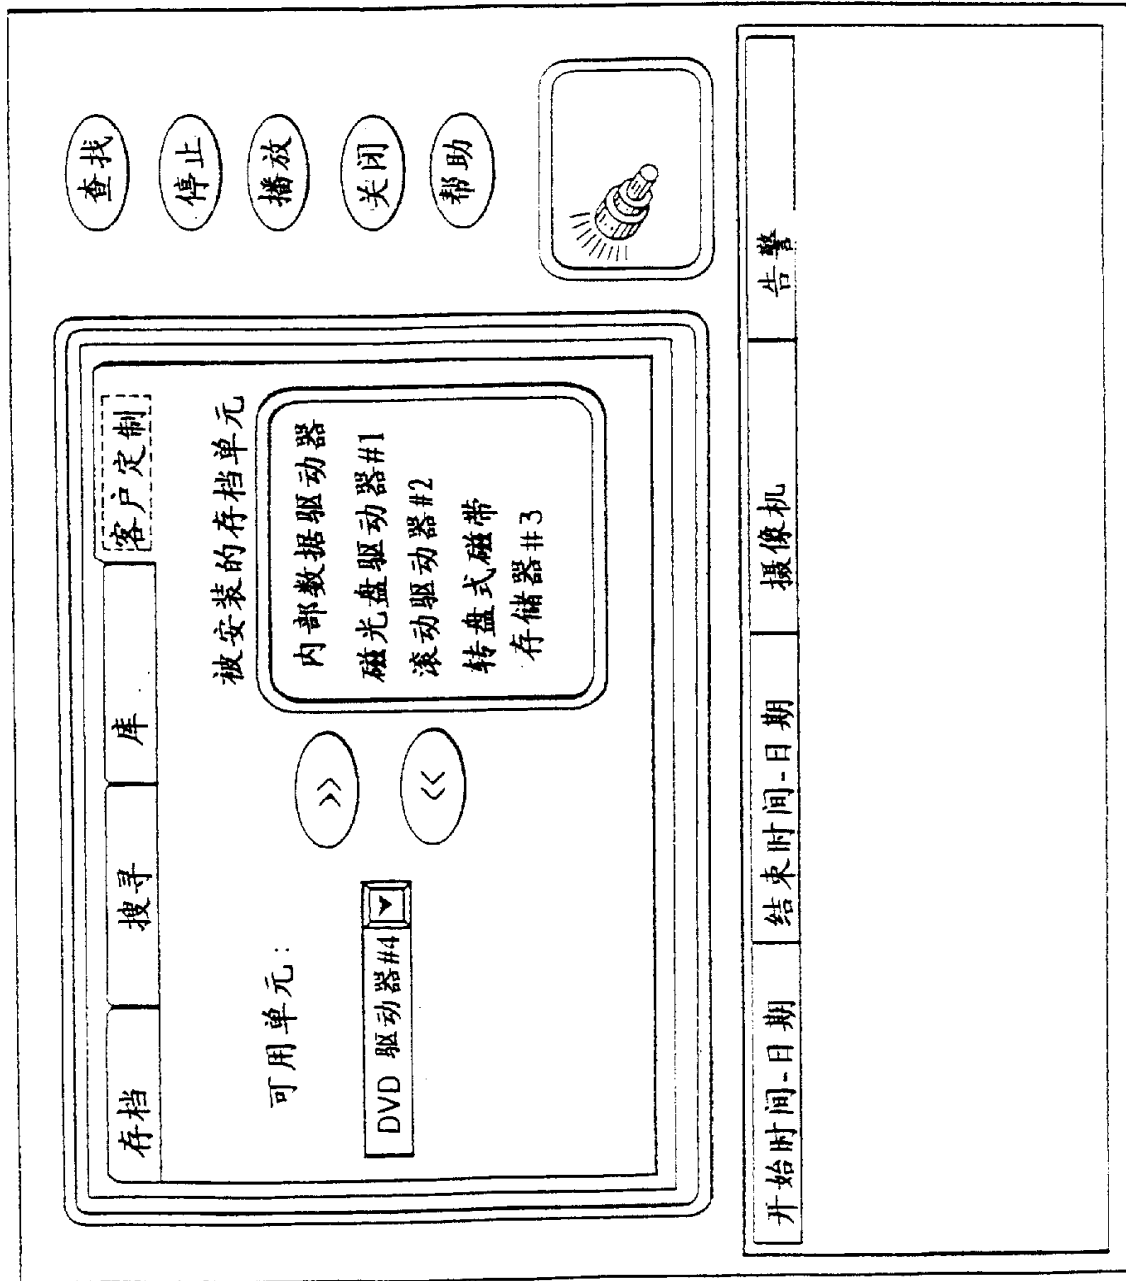 存档
搜寻
库
客户定制
可用单元:
DVD 驱动器#4
>>
<<
被安装的存档单元
内部数据驱动器
磁光盘驱动器#1
滚动驱动器#2
转盘式磁带
存储器#3
查找
停止
播放
关闭
帮助
开始时间-日期
结束时间-日期
摄像机
告警